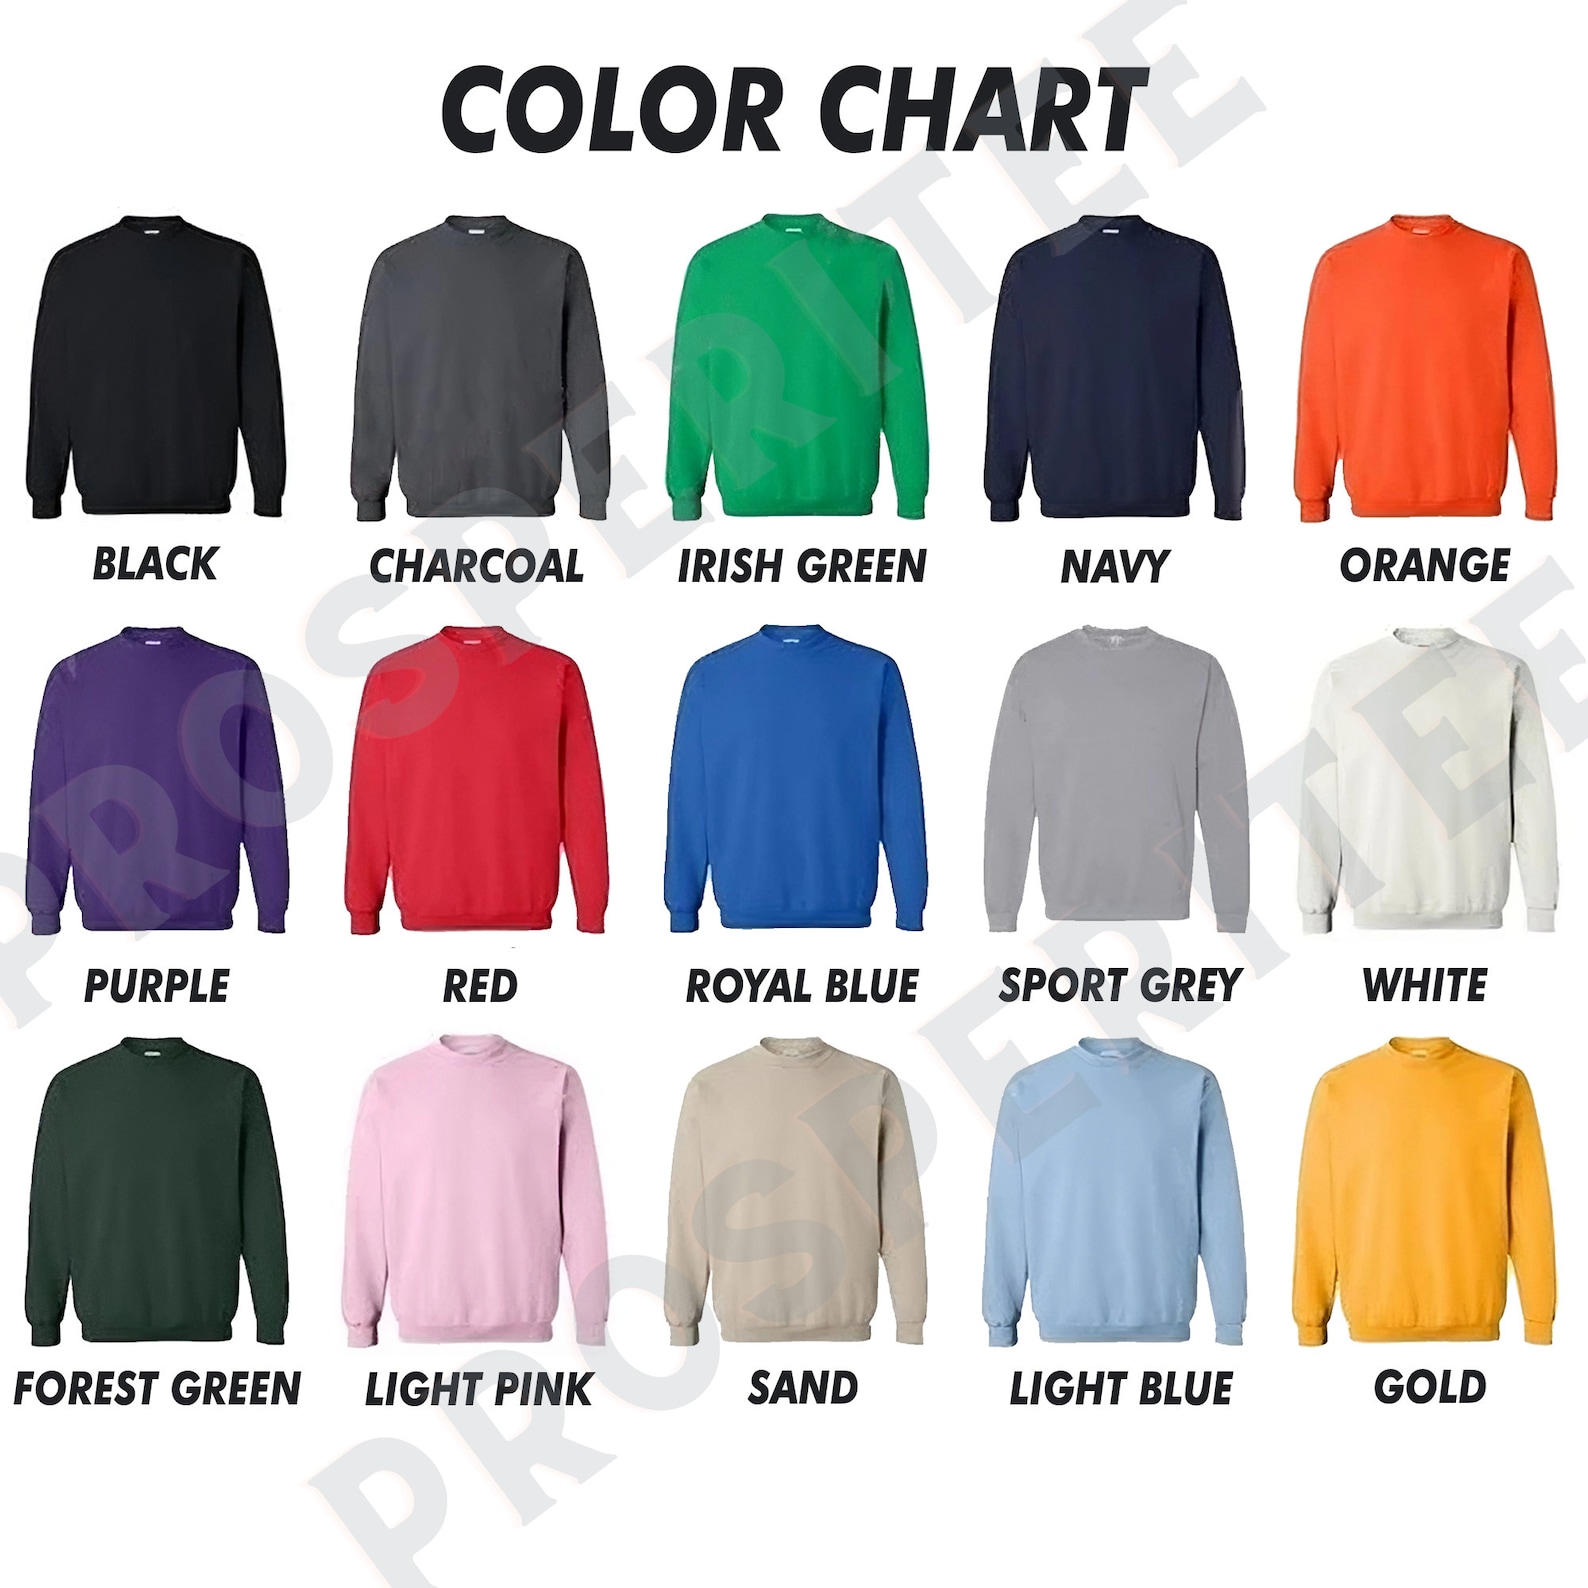 COLOR CHART
BLACK
CHARCOAL
IRISH GREEN
NAVY
ORANGE
PURPLE
RED
ROYAL BLUE
SPORT GREY
WHITE
FOREST GREEN
LIGHT PINK
SAND
LIGHT BLUE
GOLD
PROSPERITEE
PROSPERITEE